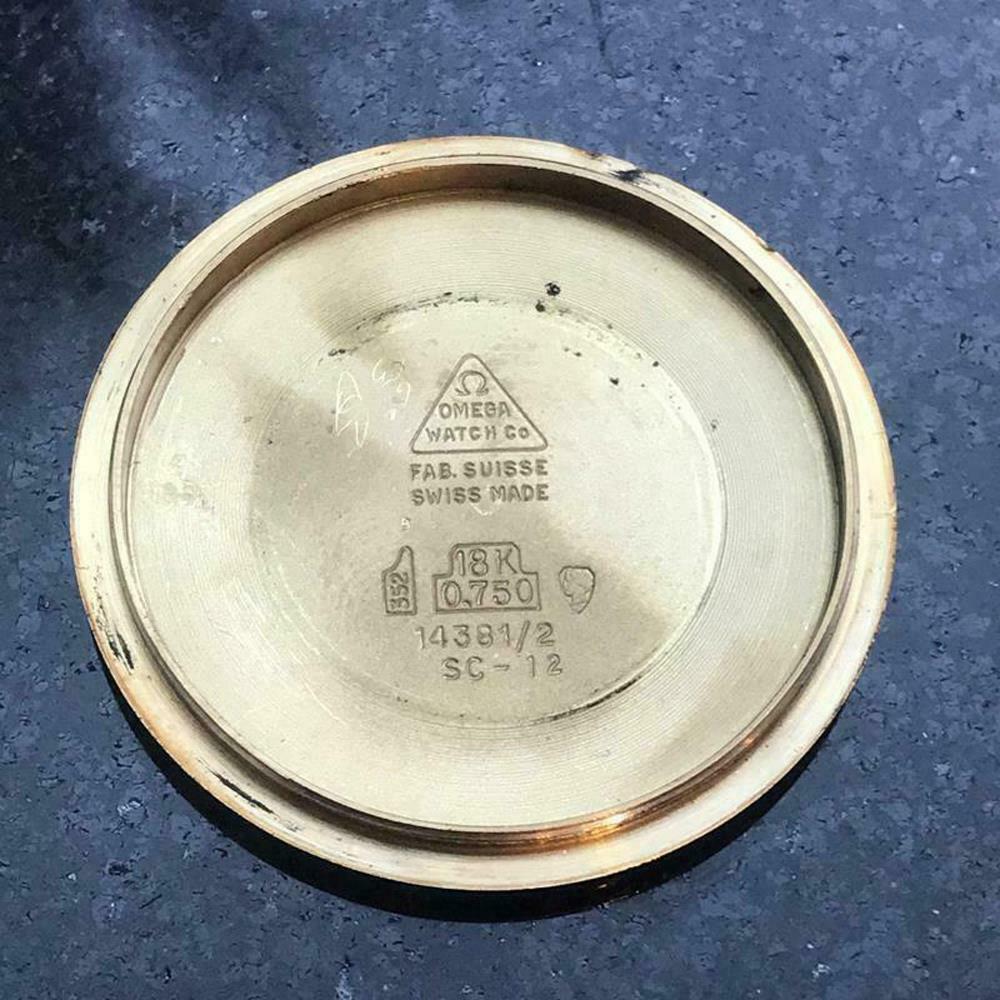 Ω
OMEGA
WATCH Co
FAB. SUISSE
SWISS MADE
352
18K
0.750
14381/2
SC-12